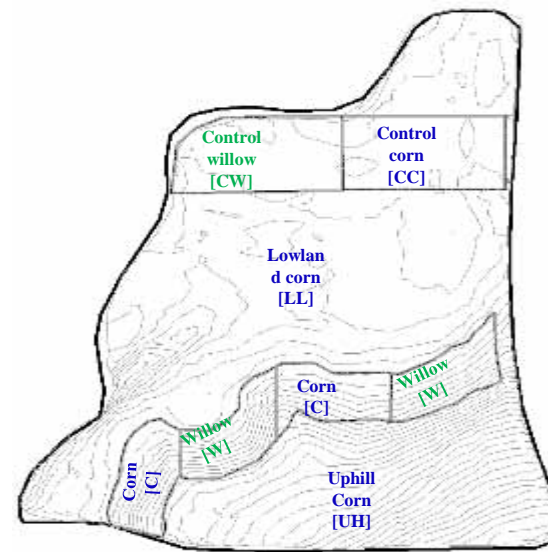 Control
willow
[CW]
Control
corn
[CC]
Lowlan
d corn
[LL]
Corn
[C]
Willow
[W]
Willow
[W]
Corn
[C]
Uphill
Corn
[UH]